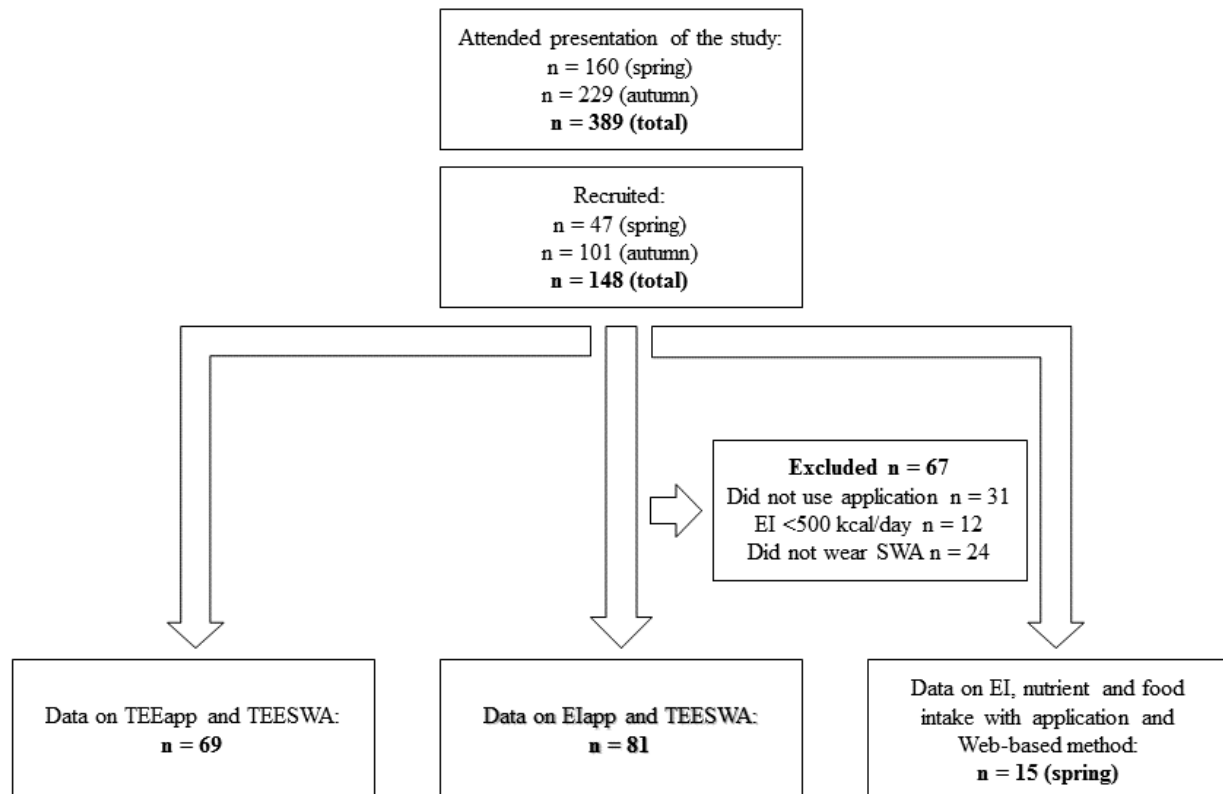 Attended presentation of the study:
n = 160 (spring)
n = 229 (autumn)
n = 389 (total)
Recruited:
n = 47 (spring)
n = 101 (autumn)
n = 148 (total)
Excluded n = 67
Did not use application n = 31
EI <500 kcal/day n = 12
Did not wear SWA n = 24
Data on TEEapp and TEESWA:
n = 69
Data on EIapp and TEESWA:
n = 81
Data on EI, nutrient and food
intake with application and
Web-based method:
n = 15 (spring)